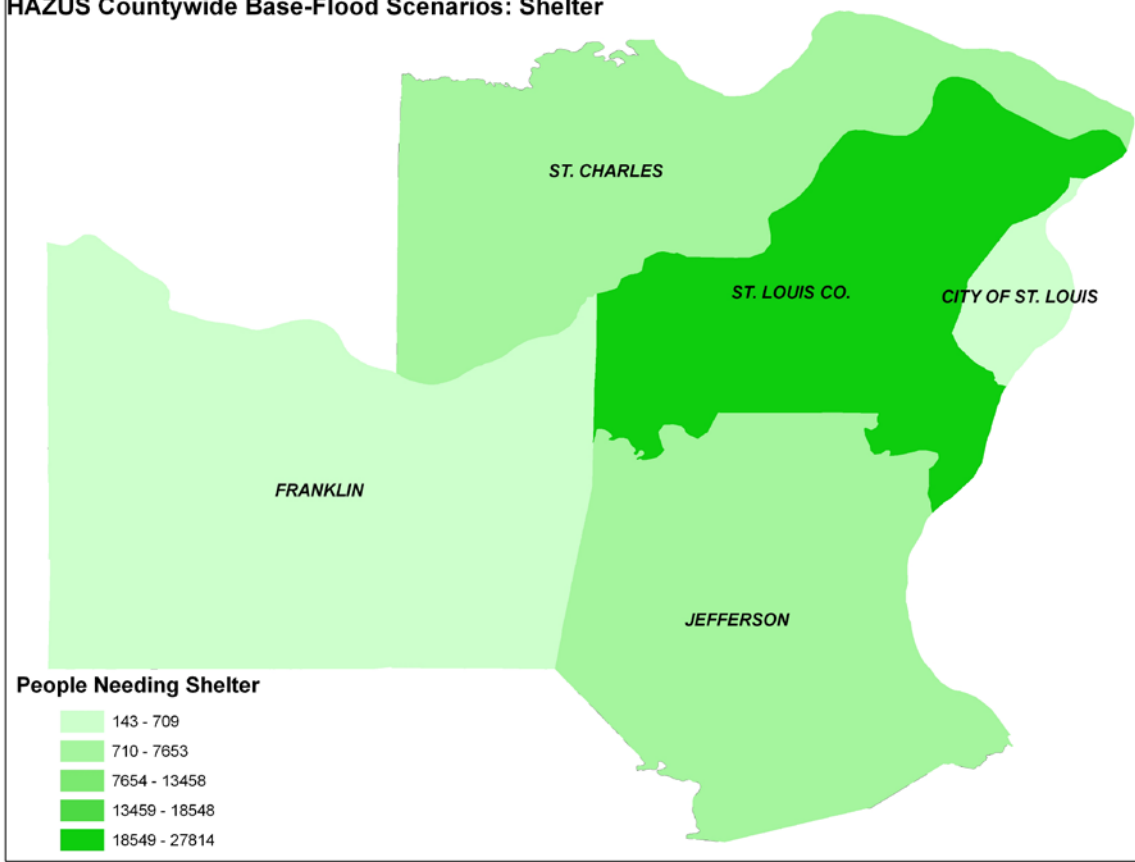 HAZUS Countywide Base-Flood Scenarios: Shelter
ST. CHARLES
ST. LOUIS CO.
CITY OF ST. LOUIS
FRANKLIN
JEFFERSON
People Needing Shelter
143 - 709
710 - 7653
7654 - 13458
13459 - 18548
18549 - 27814